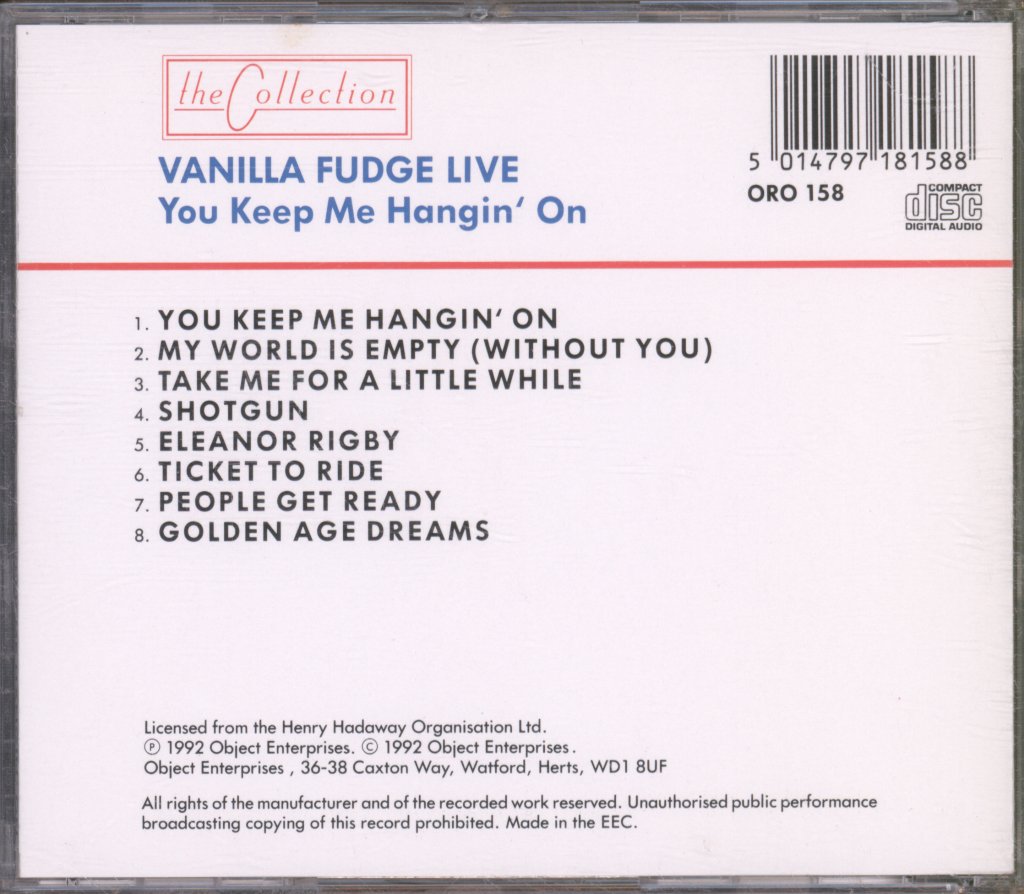 the Collection
VANILLA FUDGE LIVE
You Keep Me Hangin' On
5 014797 181588
ORO 158
COMPACT
disc
DIGITAL AUDIO
1. YOU KEEP ME HANGIN' ON
2. MY WORLD IS EMPTY (WITHOUT YOU)
3. TAKE ME FOR A LITTLE WHILE
4. SHOTGUN
5. ELEANOR RIGBY
6. TICKET TO RIDE
7. PEOPLE GET READY
8. GOLDEN AGE DREAMS
Licensed from the Henry Hadaway Organisation Ltd.
Ⓟ 1992 Object Enterprises. © 1992 Object Enterprises.
Object Enterprises , 36-38 Caxton Way, Watford, Herts, WD1 8UF
All rights of the manufacturer and of the recorded work reserved. Unauthorised public performance
broadcasting copying of this record prohibited. Made in the EEC.